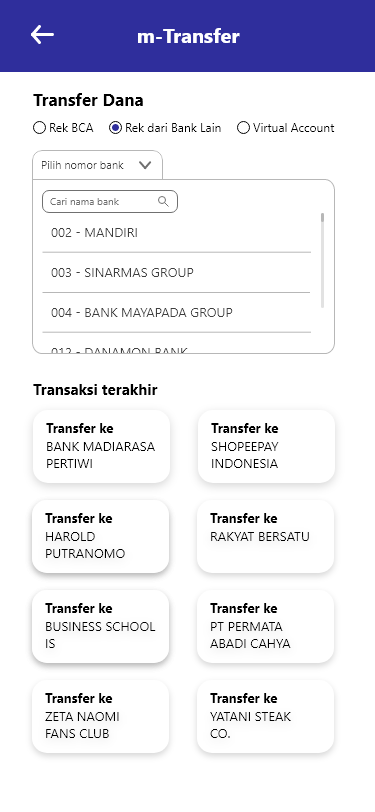 m-Transfer
Transfer Dana
Rek BCA
Rek dari Bank Lain
Virtual Account
Pilih nomor bank
Cari nama bank
002 - MANDIRI
003 - SINARMAS GROUP
004 - BANK MAYAPADA GROUP
012 - DANAMON BANK
Transaksi terakhir
Transfer ke
BANK MADIARASA
PERTIWI
Transfer ke
SHOPEEPAY
INDONESIA
Transfer ke
HAROLD
PUTRANOMO
Transfer ke
RAKYAT BERSATU
Transfer ke
BUSINESS SCHOOL
IS
Transfer ke
PT PERMATA
ABADI CAHYA
Transfer ke
ZETA NAOMI
FANS CLUB
Transfer ke
YATANI STEAK
CO.